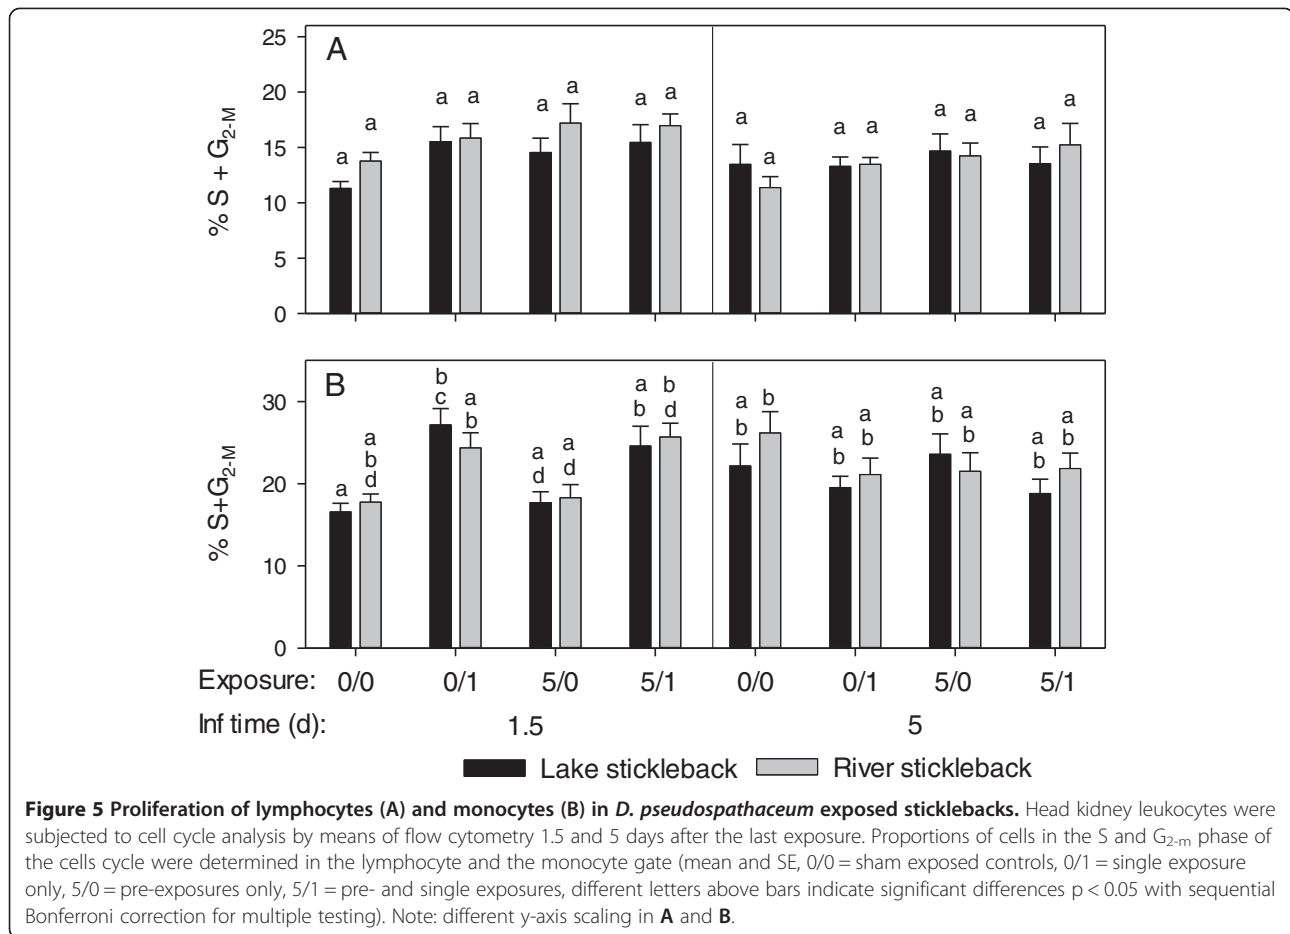 A
25
20
15
10
5
0
% S + G2-M
a a a a a a a a a a a a a a a a
B
30
20
10
0
% S+G2-M
a
a b d
b c
a b
a d
a d
a b
b d
a b
b
a b
a b
a b
a b
a b
a b
Exposure: 0/0 0/1 5/0 5/1 0/0 0/1 5/0 5/1
Inf time (d): 1.5 5
Lake stickleback River stickleback
Figure 5 Proliferation of lymphocytes (A) and monocytes (B) in D. pseudospathaceum exposed sticklebacks. Head kidney leukocytes were
subjected to cell cycle analysis by means of flow cytometry 1.5 and 5 days after the last exposure. Proportions of cells in the S and G2-m phase of
the cells cycle were determined in the lymphocyte and the monocyte gate (mean and SE, 0/0 = sham exposed controls, 0/1 = single exposure
only, 5/0 = pre-exposures only, 5/1 = pre- and single exposures, different letters above bars indicate significant differences p < 0.05 with sequential
Bonferroni correction for multiple testing). Note: different y-axis scaling in A and B.